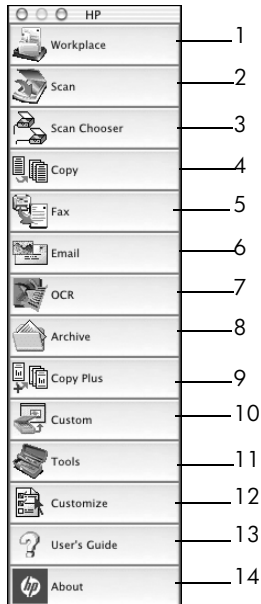 HP
Workplace 1
Scan 2
Scan Chooser 3
Copy 4
Fax 5
Email 6
OCR 7
Archive 8
Copy Plus 9
Custom 10
Tools 11
Customize 12
User's Guide 13
hp About 14